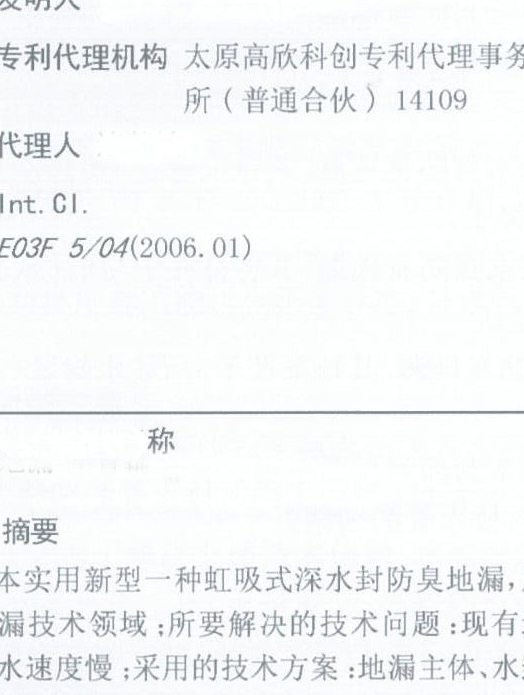 发明人
专利代理机构 太原高欣科创专利代理事务
所（普通合伙）14109
代理人
Int.Cl.
E03F 5/04(2006.01)
称
摘要
本实用新型一种虹吸式深水封防臭地漏,
漏技术领域;所要解决的技术问题:现有
水速度慢;采用的技术方案:地漏主体、水